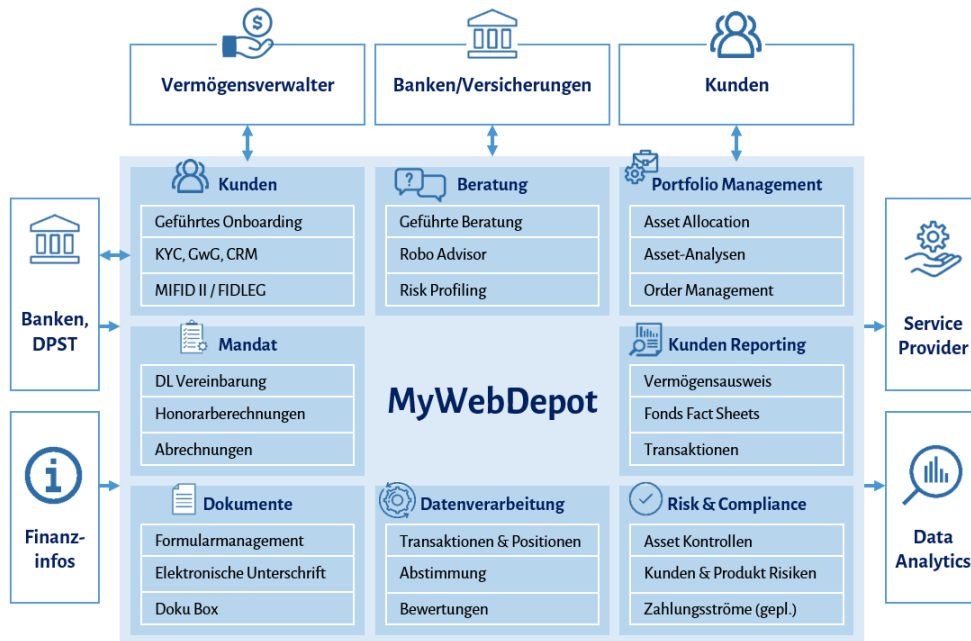 Vermögensverwalter
Banken/Versicherungen
Kunden
Banken,
DPST
Finanz-
infos
Kunden
Geführtes Onboarding
KYC, GwG, CRM
MIFID II / FIDLEG
Beratung
Geführte Beratung
Robo Advisor
Risk Profiling
Portfolio Management
Asset Allocation
Asset-Analysen
Order Management
Mandat
DL Vereinbarung
Honorarberechnungen
Abrechnungen
MyWebDepot
Kunden Reporting
Vermögensausweis
Fonds Fact Sheets
Transaktionen
Dokumente
Formularmanagement
Elektronische Unterschrift
Doku Box
Datenverarbeitung
Transaktionen & Positionen
Abstimmung
Bewertungen
Risk & Compliance
Asset Kontrollen
Kunden & Produkt Risiken
Zahlungsströme (gepl.)
Service
Provider
Data
Analytics